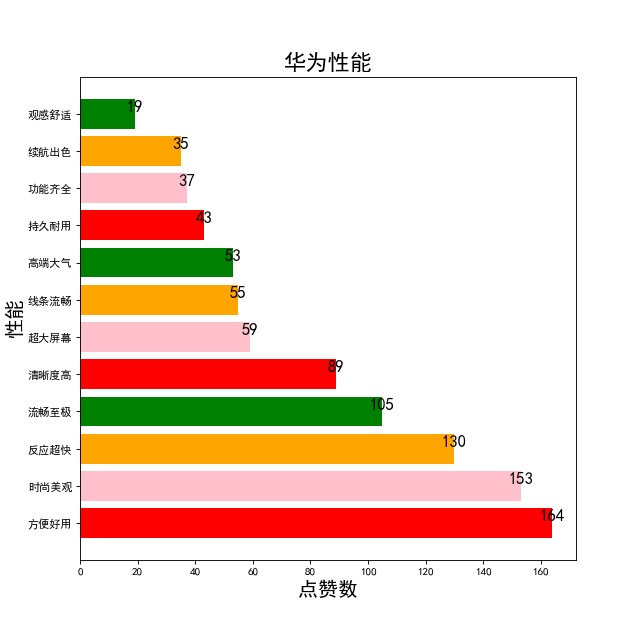 华为性能
性能
观感舒适 19
续航出色 35
功能齐全 37
持久耐用 43
高端大气 53
线条流畅 55
超大屏幕 59
清晰度高 89
流畅至极 105
反应超快 130
时尚美观 153
方便好用 164
0 20 40 60 80 100 120 140 160
点赞数